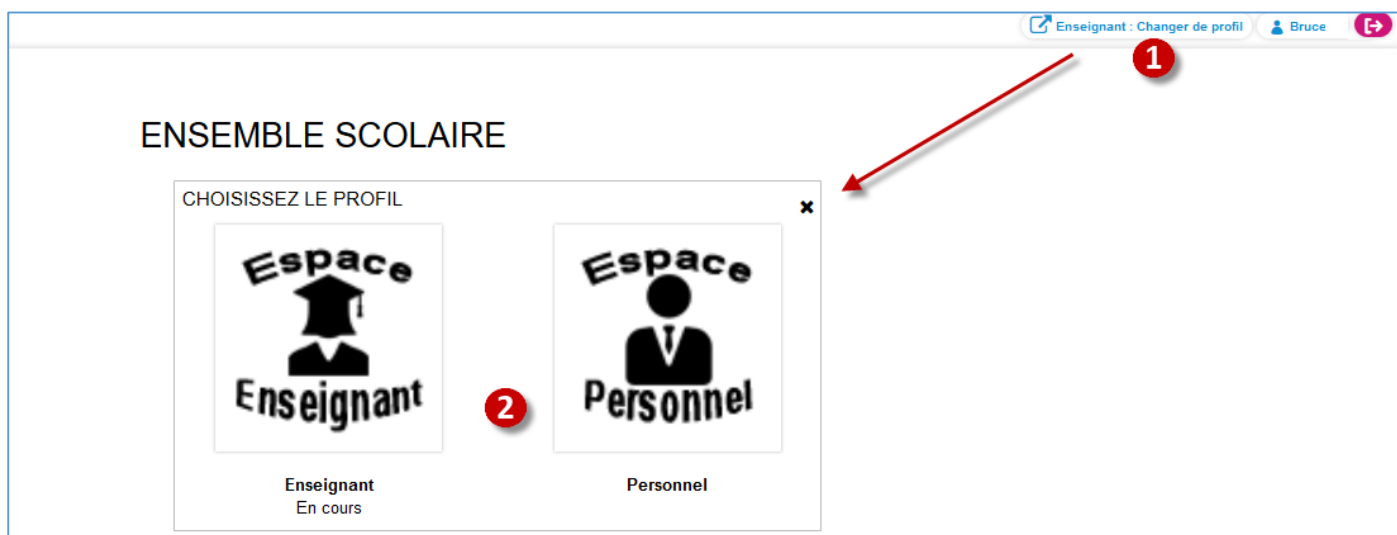 Enseignant : Changer de profil Bruce
1
ENSEMBLE SCOLAIRE
CHOISISSEZ LE PROFIL
Espace
Enseignant
Espace
Personnel
2
Enseignant
En cours
Personnel